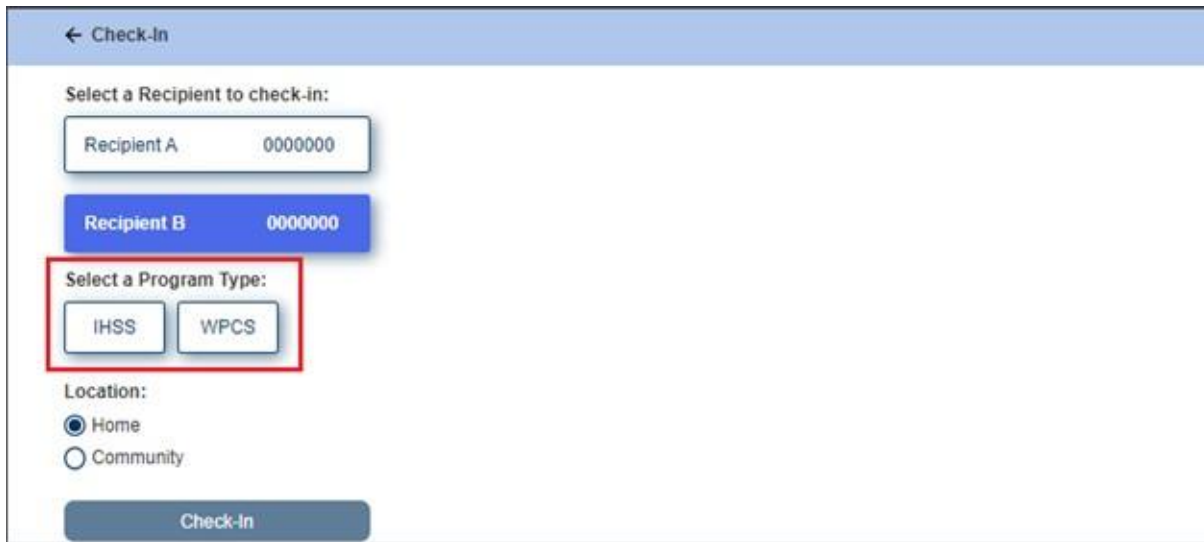 ← Check-In
Select a Recipient to check-in:
Recipient A 0000000
Recipient B 0000000
Select a Program Type:
IHSS WPCS
Location:
Home
Community
Check-In